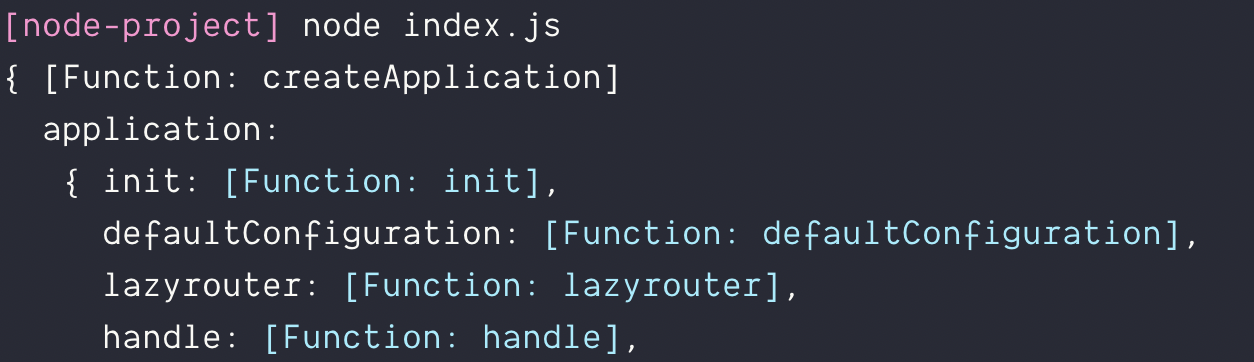 [node-project] node index.js
{ [Function: createApplication]
  application:
   { init: [Function: init],
     defaultConfiguration: [Function: defaultConfiguration],
     lazyrouter: [Function: lazyrouter],
     handle: [Function: handle],